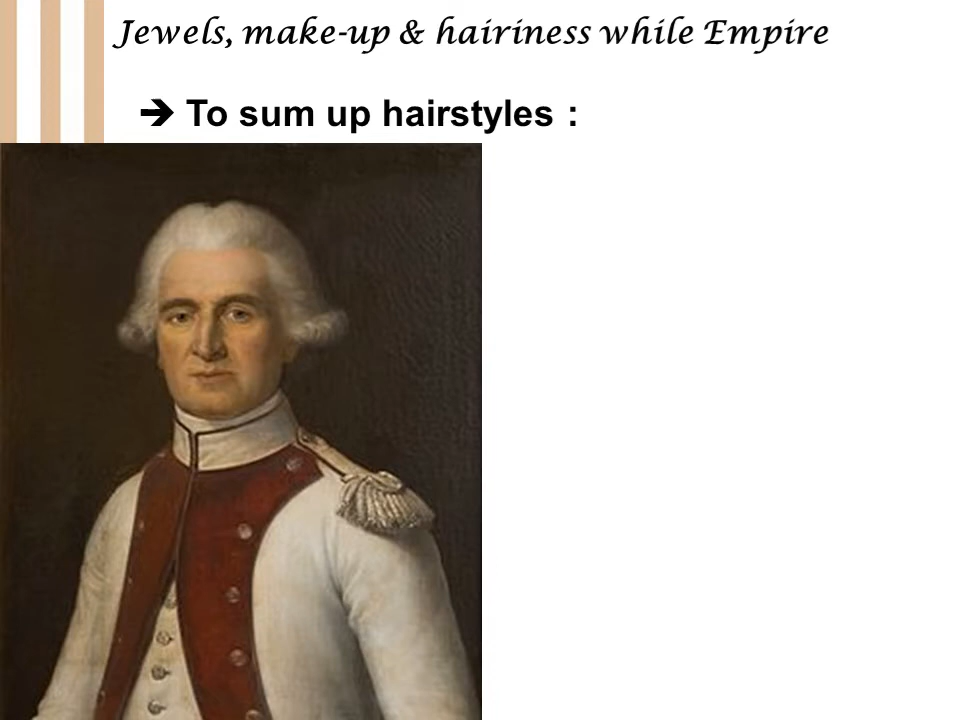 Jewels, make-up & hairiness while Empire
➔ To sum up hairstyles :